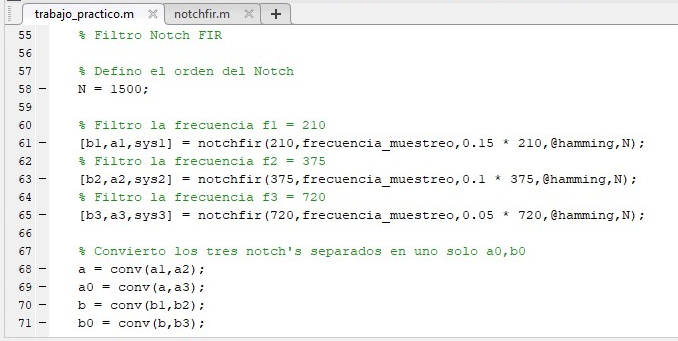 trabajo_practico.m × notchfir.m × +
55 % Filtro Notch FIR
56
57 % Defino el orden del Notch
58 – N = 1500;
59
60 % Filtro la frecuencia f1 = 210
61 – [b1,a1,sys1] = notchfir(210,frecuencia_muestreo,0.15 * 210,@hamming,N);
62 % Filtro la frecuencia f2 = 375
63 – [b2,a2,sys2] = notchfir(375,frecuencia_muestreo,0.1 * 375,@hamming,N);
64 % Filtro la frecuencia f3 = 720
65 – [b3,a3,sys3] = notchfir(720,frecuencia_muestreo,0.05 * 720,@hamming,N);
66
67 % Convierto los tres notch's separados en uno solo a0,b0
68 – a = conv(a1,a2);
69 – a0 = conv(a,a3);
70 – b = conv(b1,b2);
71 – b0 = conv(b,b3);